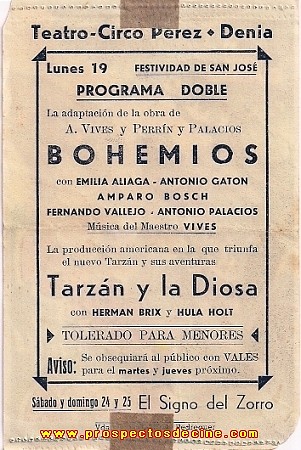 Teatro-Circo Pérez • Denia
Lunes 19 FESTIVIDAD DE SAN JOSÉ
PROGRAMA DOBLE
La adaptación de la obra de
A. VIVES y PERRÍN y PALACIOS
BOHEMIOS
con EMILIA ALIAGA - ANTONIO GATON
AMPARO BOSCH
FERNANDO VALLEJO - ANTONIO PALACIOS
Música del Maestro VIVES
La producción americana en la que triunfa
el nuevo Tarzán y sus aventuras
Tarzán y la Diosa
con HERMAN BRIX y HULA HOLT
TOLERADO PARA MENORES
Aviso: Se obsequiará al público con VALES
para el martes y jueves próximo.
Sábado y domingo 24 y 25 El Signo del Zorro
www.prospectosdecine.com